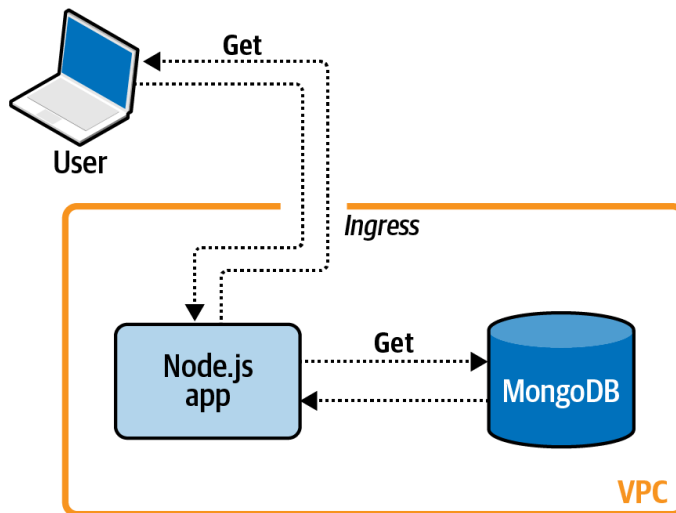 Get
User
Ingress
Node.js
app
Get
MongoDB
VPC